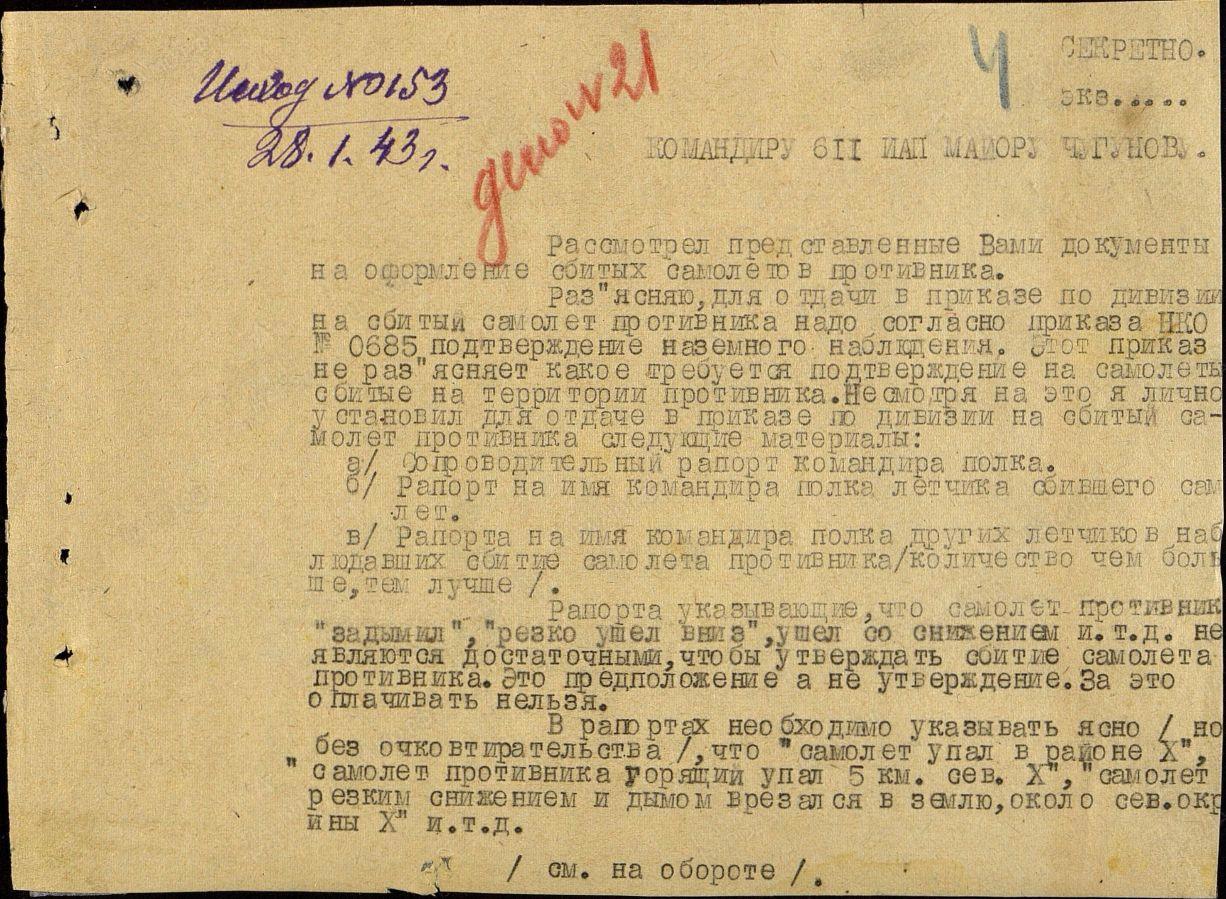 Исход № 0153
28.1.43 г.
дело № 21
4
СЕКРЕТНО.
экз.....
КОМАНДИРУ 611 ИАП МАЙОРУ ЧУГУНОВУ.
Рассмотрел представленные Вами документы
на оформление сбитых самолетов противника.
Раз"ясняю,для отдачи в приказе по дивизии
на сбитый самолет противника надо согласно приказа НКО
№ 0685 подтверждение наземного наблюдения. Этот приказ
не раз"ясняет какое требуется подтверждение на самолеты
сбитые на территории противника.Несмотря на это я лично
установил для отдаче в приказе по дивизии на сбитый са-
молет противника следующие материалы:
а/ Сопроводительный рапорт командира полка.
б/ Рапорт на имя командира полка летчика сбившего сам
лет.
в/ Рапорта на имя командира полка других летчиков наб
людавших сбитие самолета противника/количество чем боль
ше,тем лучше /.
Рапорта указывающие,что самолет противник
"задымил","резко ушел вниз",ушел со снижением и.т.д. не
являются достаточными,чтобы утверждать сбитие самолета
противника.Это предположение а не утверждение.За это
оплачивать нельзя.
В рапортах необходимо указывать ясно / но
без очковтирательства /,что "самолет упал в районе Х",
"самолет противника горящий упал 5 км. сев. Х","самолет
резким снижением и дымом врезался в землю,около сев.окр
ины Х" и.т.д.
/ см. на обороте /.